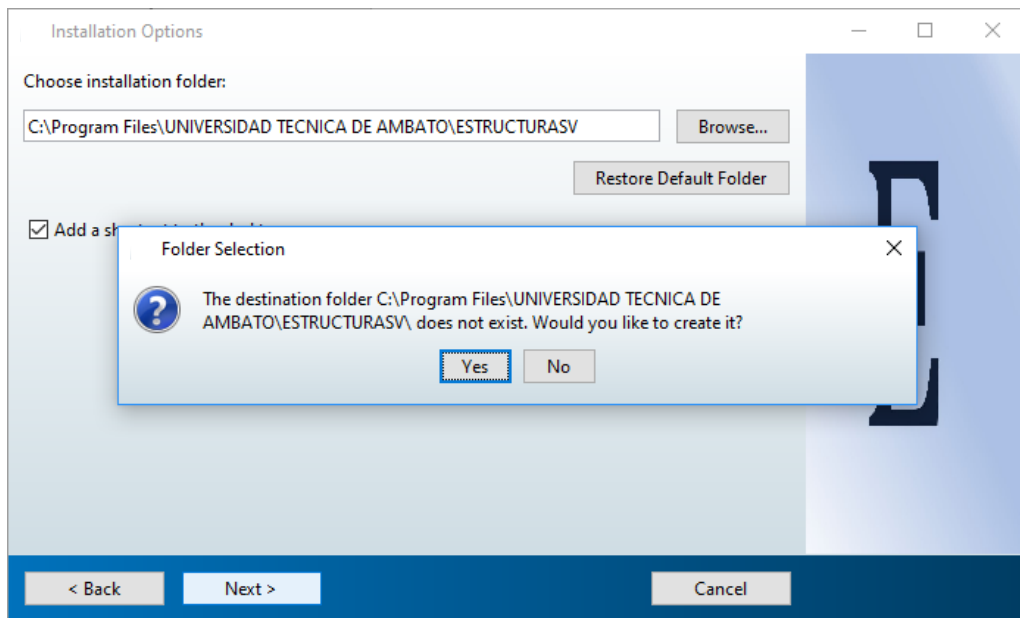 Installation Options
Choose installation folder:
C:\Program Files\UNIVERSIDAD TECNICA DE AMBATO\ESTRUCTURASV
Browse...
Restore Default Folder
Add a
Folder Selection
The destination folder C:\Program Files\UNIVERSIDAD TECNICA DE
AMBATO\ESTRUCTURASV\ does not exist. Would you like to create it?
Yes
No
E
E
< Back
Next >
Cancel